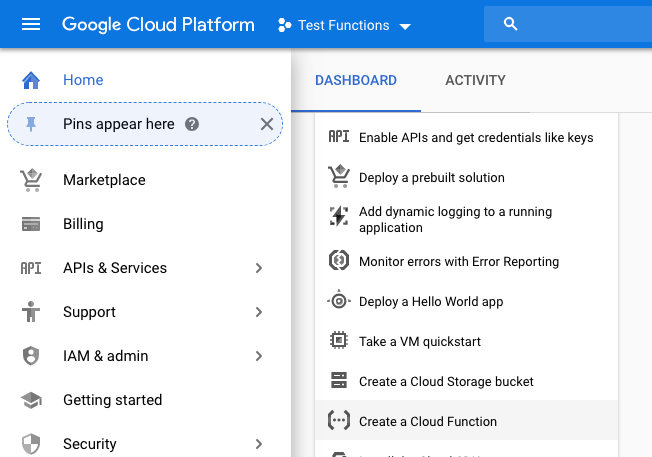 Google Cloud Platform
Test Functions
Home
Pins appear here
Marketplace
Billing
API APIs & Services
Support
IAM & admin
Getting started
Security
DASHBOARD
ACTIVITY
API Enable APIs and get credentials like keys
Deploy a prebuilt solution
Add dynamic logging to a running
application
Monitor errors with Error Reporting
Deploy a Hello World app
Take a VM quickstart
Create a Cloud Storage bucket
Create a Cloud Function